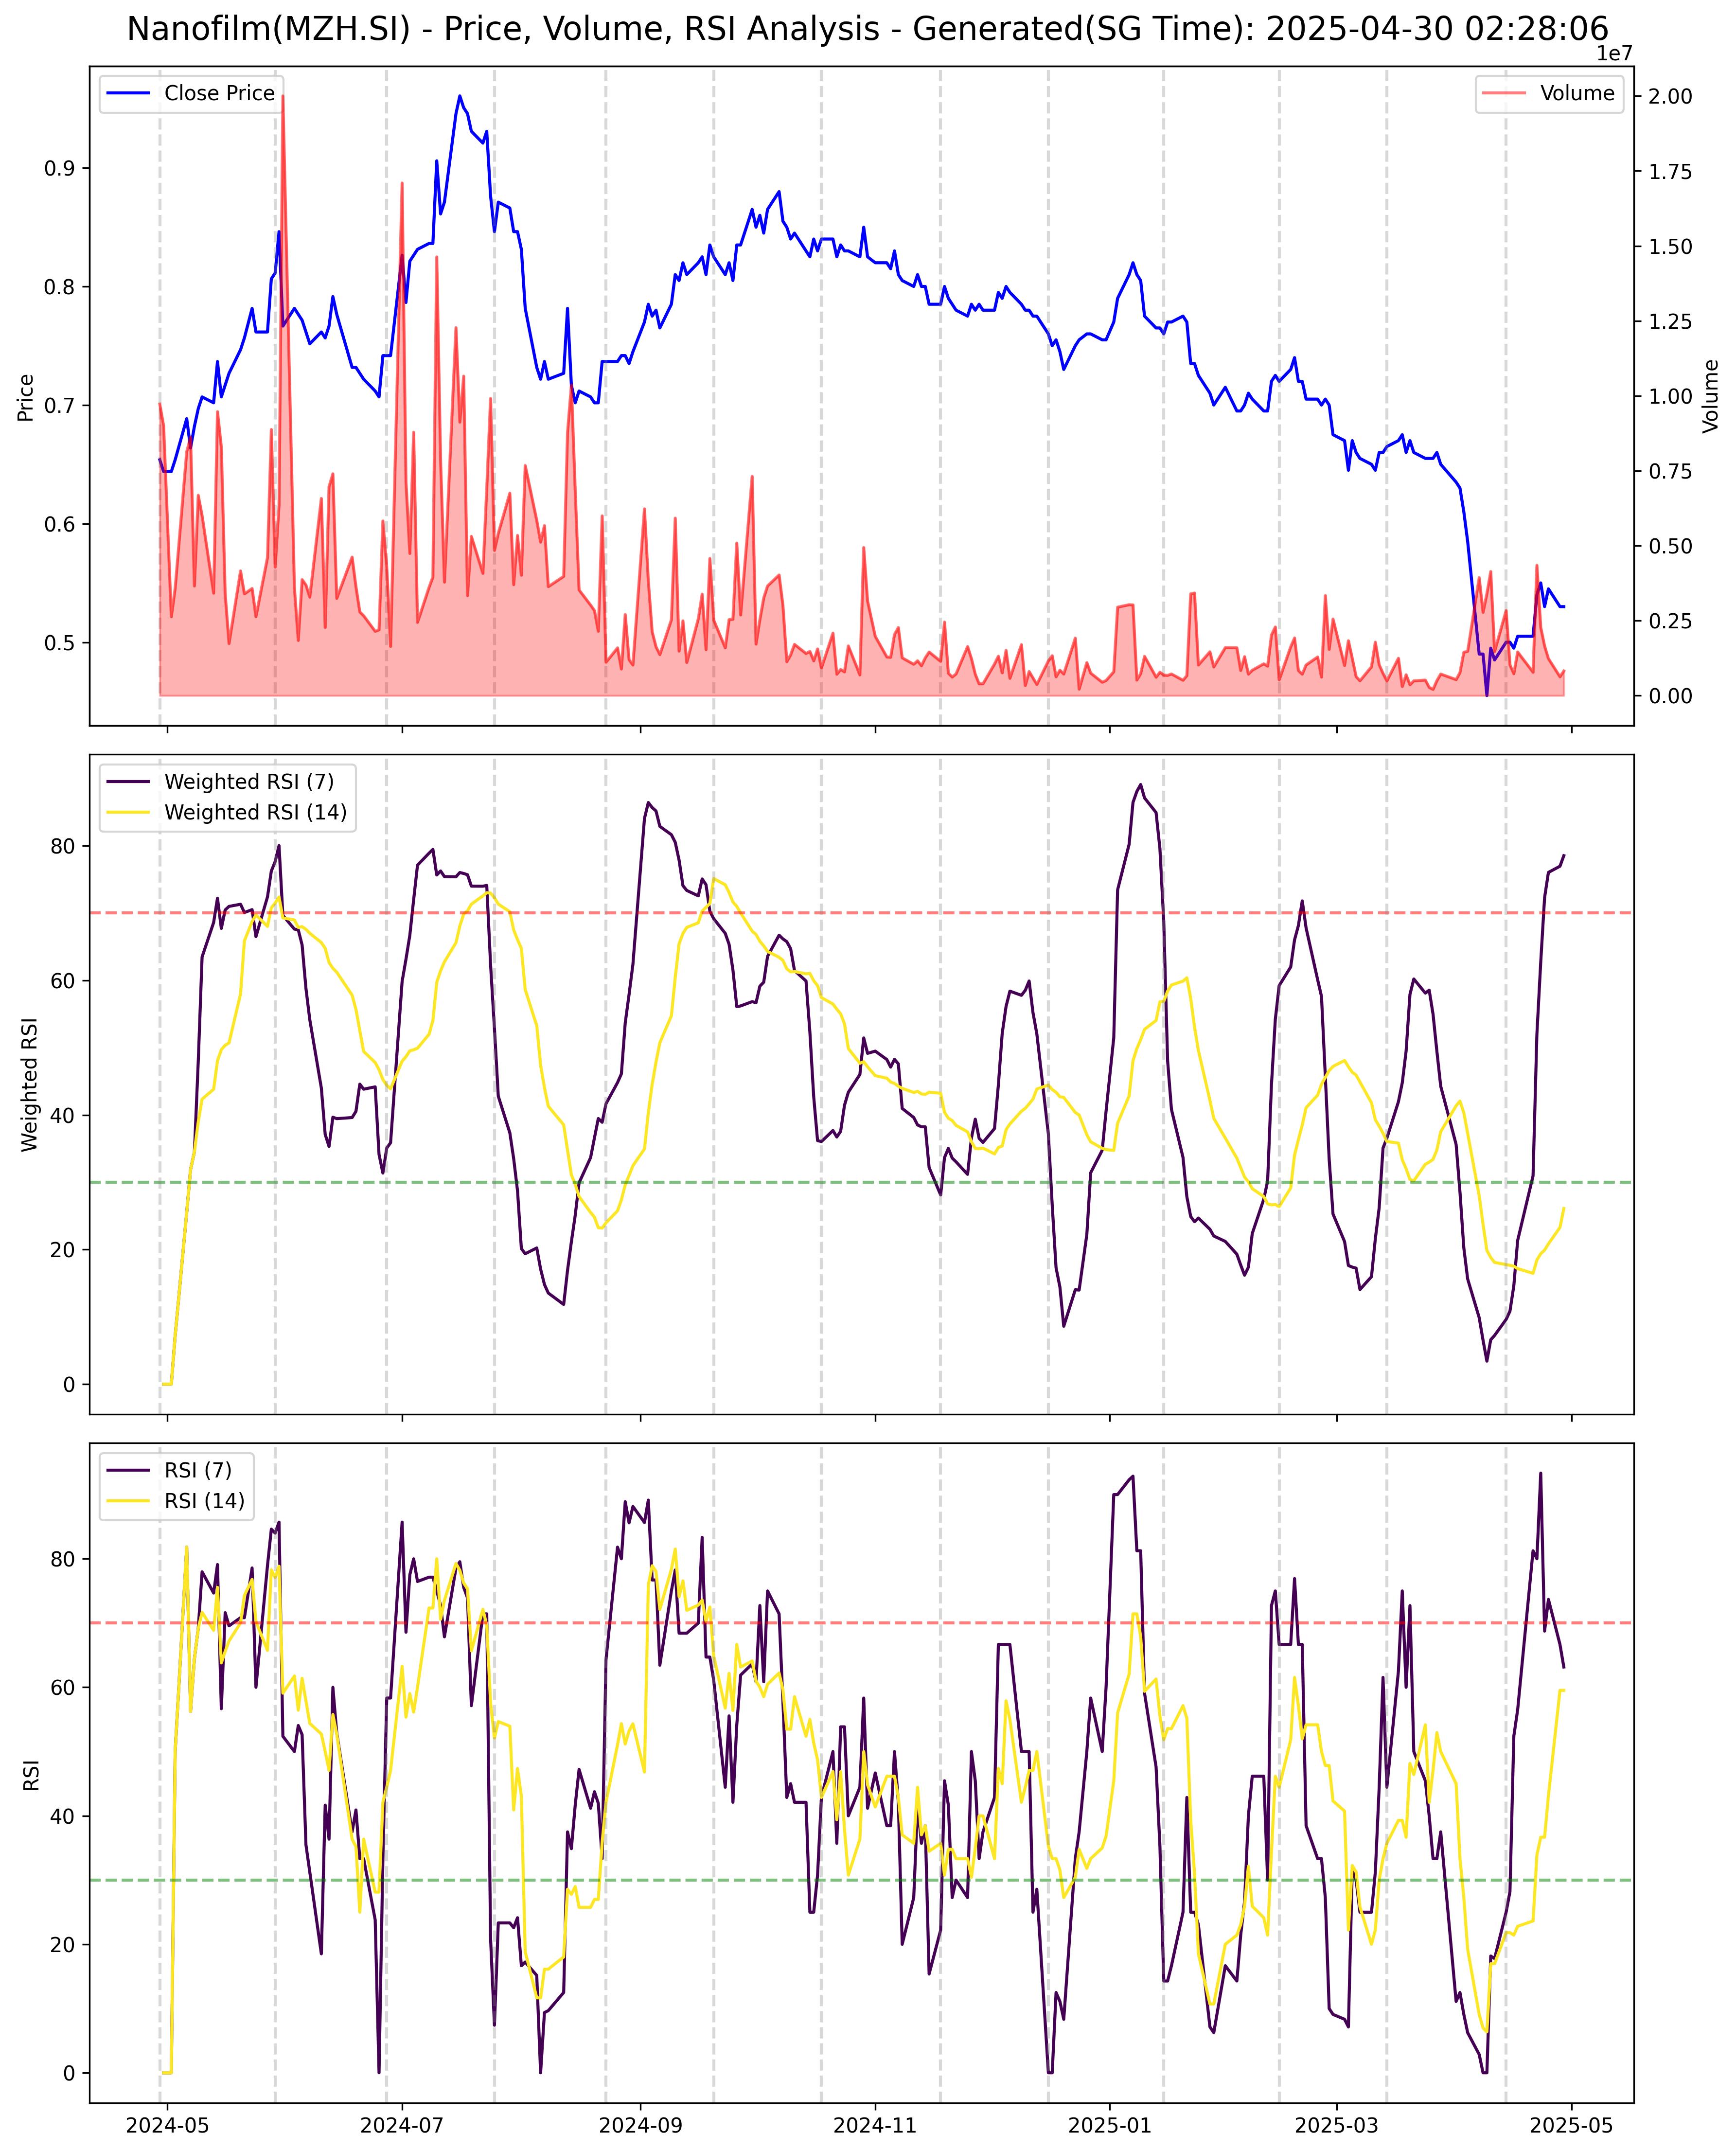 Nanofilm(MZH.SI) - Price, Volume, RSI Analysis - Generated(SG Time): 2025-04-30 02:28:06
1e7
Close Price
Volume
0.9
0.8
0.7
0.6
0.5
Price
2.00
1.75
1.50
1.25
1.00
0.75
0.50
0.25
0.00
Volume
Weighted RSI (7)
Weighted RSI (14)
80
60
40
20
0
Weighted RSI
RSI (7)
RSI (14)
80
60
40
20
0
RSI
2024-05
2024-07
2024-09
2024-11
2025-01
2025-03
2025-05